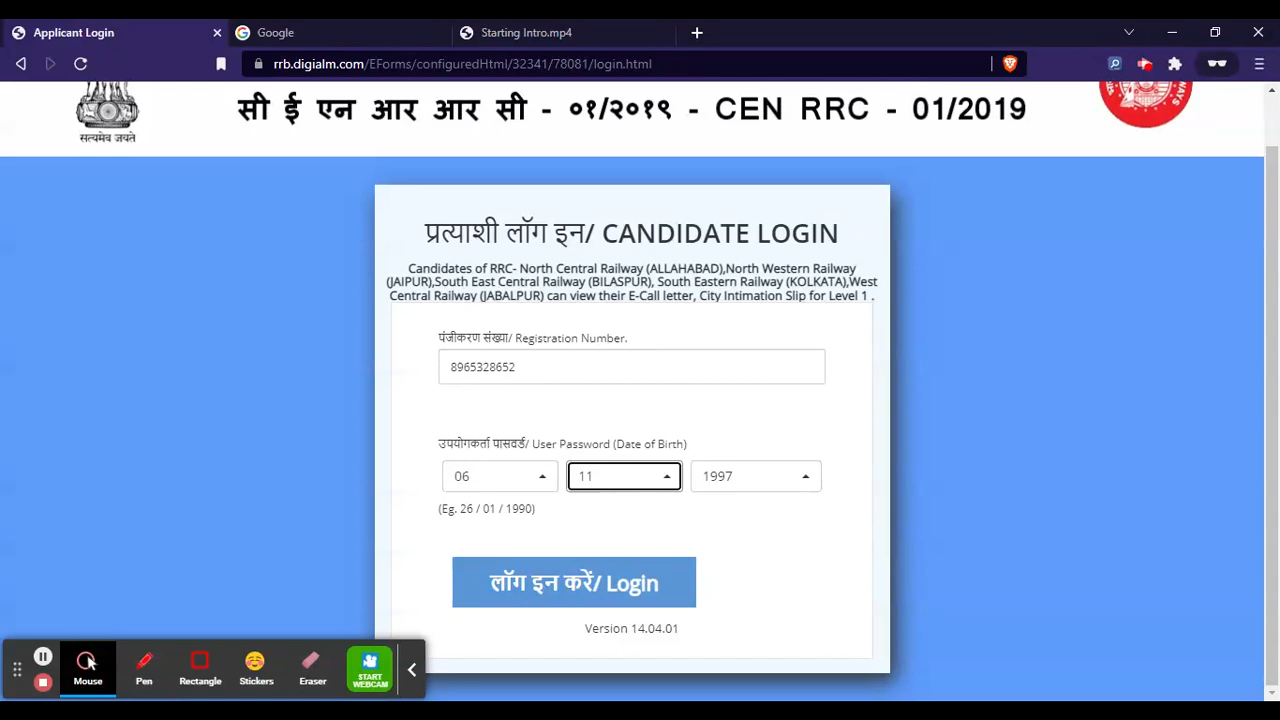 Applicant Login
Google
Starting Intro.mp4
rrb.digialm.com/EForms/configuredHtml/32341/78081/login.html
सत्यमेव जयते
सी ई एन आर आर सी - ०१/२०१९ - CEN RRC - 01/2019
प्रत्याशी लॉग इन/ CANDIDATE LOGIN
Candidates of RRC- North Central Railway (ALLAHABAD),North Western Railway
(JAIPUR),South East Central Railway (BILASPUR), South Eastern Railway (KOLKATA),West
Central Railway (JABALPUR) can view their E-Call letter, City Intimation Slip for Level 1 .
पंजीकरण संख्या/ Registration Number.
8965328652
उपयोगकर्ता पासवर्ड/ User Password (Date of Birth)
06 11 1997
(Eg. 26 / 01 / 1990)
लॉग इन करें/ Login
Version 14.04.01
Mouse
Pen
Rectangle
Stickers
Eraser
START
WEBCAM